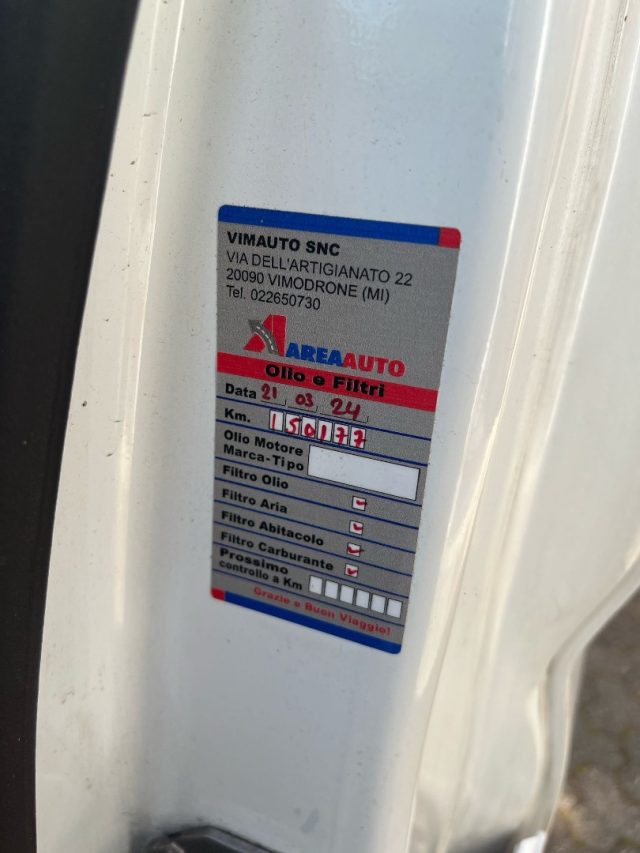 VIMAUTO SNC
VIA DELL'ARTIGIANATO 22
20090 VIMODRONE (MI)
Tel. 022650730
AREAAUTO
Olio e Filtri
Data 21 03 24
Km. 150177
Olio Motore
Marca-Tipo
Filtro Olio
Filtro Aria
Filtro Abitacolo
Filtro Carburante
Prossimo
controllo a Km
Grazie e Buon Viaggio!